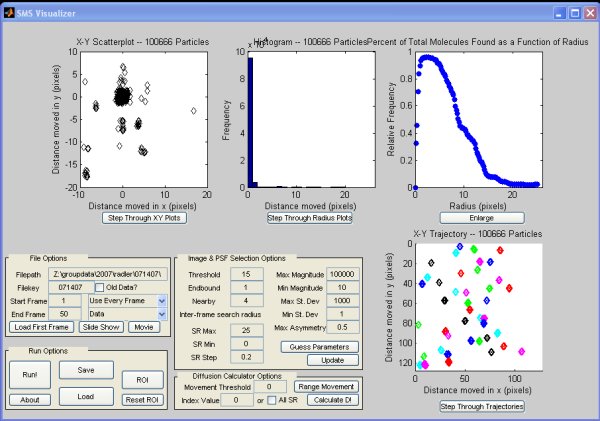 SMS Visualizer
X-Y Scatterplot -- 100666 Particles
Histogram -- 100666 Particles
Percent of Total Molecules Found as a Function of Radius
Distance moved in y (pixels)
10
5
0
-5
-10
-15
-20
-10
0
10
20
Distance moved in x (pixels)
Step Through XY Plots
Frequency
10
8
6
4
2
0
0
20
Distance moved (pixels)
Step Through Radius Plots
Relative Frequency
1
0.8
0.6
0.4
0.2
0
0
10
20
Radius (pixels)
Enlarge
X-Y Trajectory -- 100666 Particles
Distance moved in y (pixels)
0
20
40
60
80
100
120
0
50
100
Distance moved in x (pixels)
Step Through Trajectories
File Options
Filepath Z:\groupdata\2007\rader\071407\
Filekey 071407 Old Data?
Start Frame 1 Use Every Frame
End Frame 50 Data
Load First Frame Slide Show Movie
Run Options
Run! Save ROI
About Load Reset ROI
Image & PSF Selection Options
Threshold 15 Max Magnitude 100000
Endbound 1 Min Magnitude 10
Nearby 4 Max St. Dev 1000
Inter-frame search radius Min St. Dev 0
SR Max 25 Max Asymmetry 0.5
SR Min 0 Guess Parameters
SR Step 0.2 Update
Diffusion Calculator Options
Movement Threshold 0 Range Movement
Index Value 0 or All SR Calculate D!